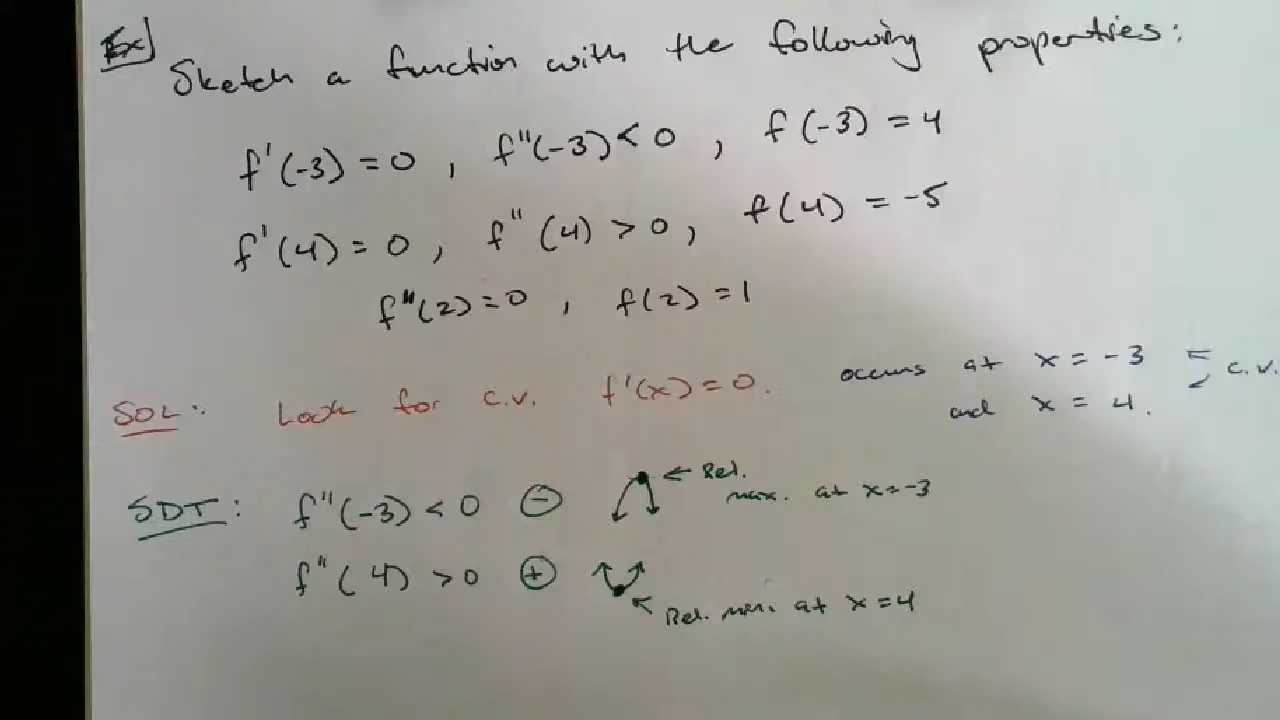 Ex) Sketch a function with the following properties:
f'(-3) = 0 , f''(-3) < 0 , f(-3) = 4
f'(4) = 0 , f''(4) > 0 , f(4) = -5
f''(2) = 0 , f(2) = 1
SOL: Look for c.v. f'(x) = 0. occurs at x = -3 c.v.
and x = 4.
SDT: f''(-3) < 0 ⊖ ← Rel.
max. at x=-3
f''(4) > 0 ⊕
Rel. min. at x=4